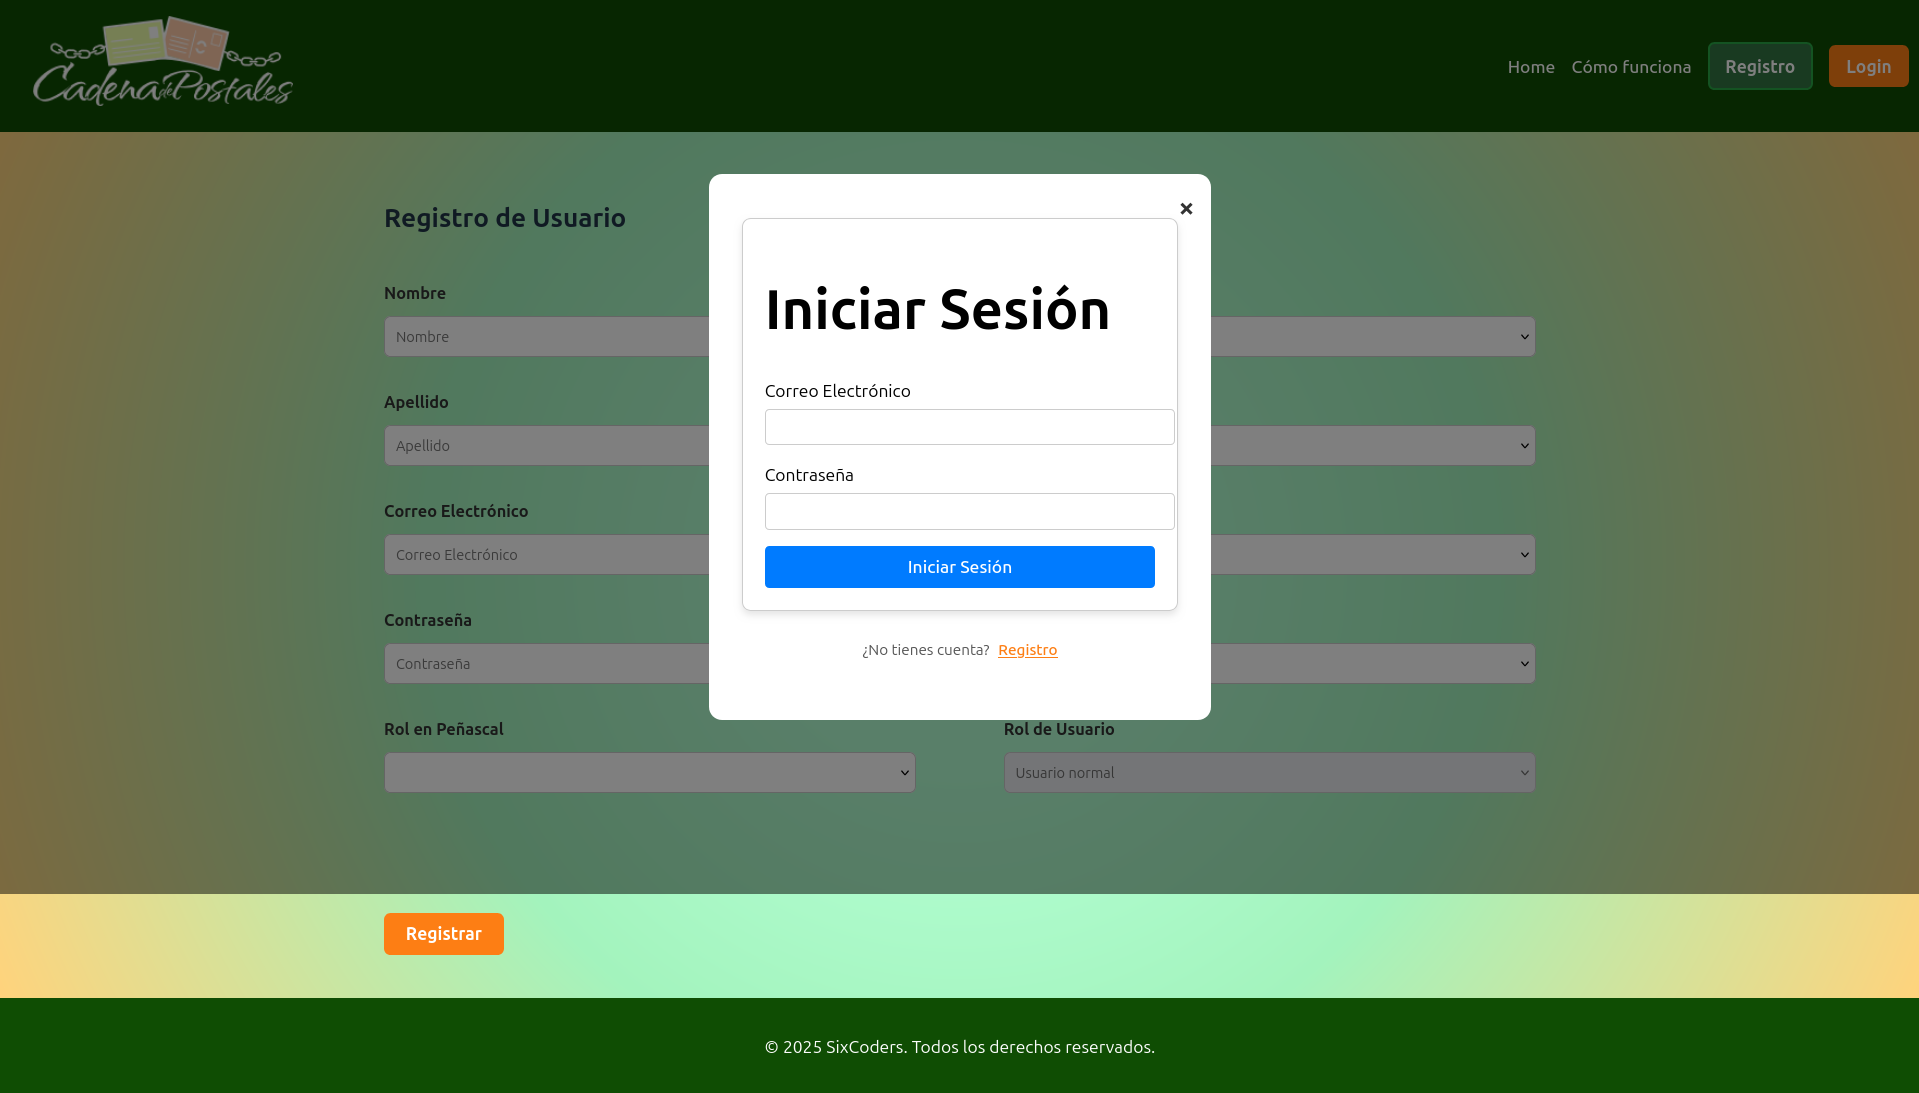 Cadena de Postales
Home
Cómo funciona
Registro
Login
Registro de Usuario
Nombre
Nombre
Apellido
Apellido
Correo Electrónico
Correo Electrónico
Contraseña
Contraseña
Rol en Peñascal
Rol de Usuario
Usuario normal
×
Iniciar Sesión
Correo Electrónico
Contraseña
Iniciar Sesión
¿No tienes cuenta? Registro
Registrar
© 2025 SixCoders. Todos los derechos reservados.